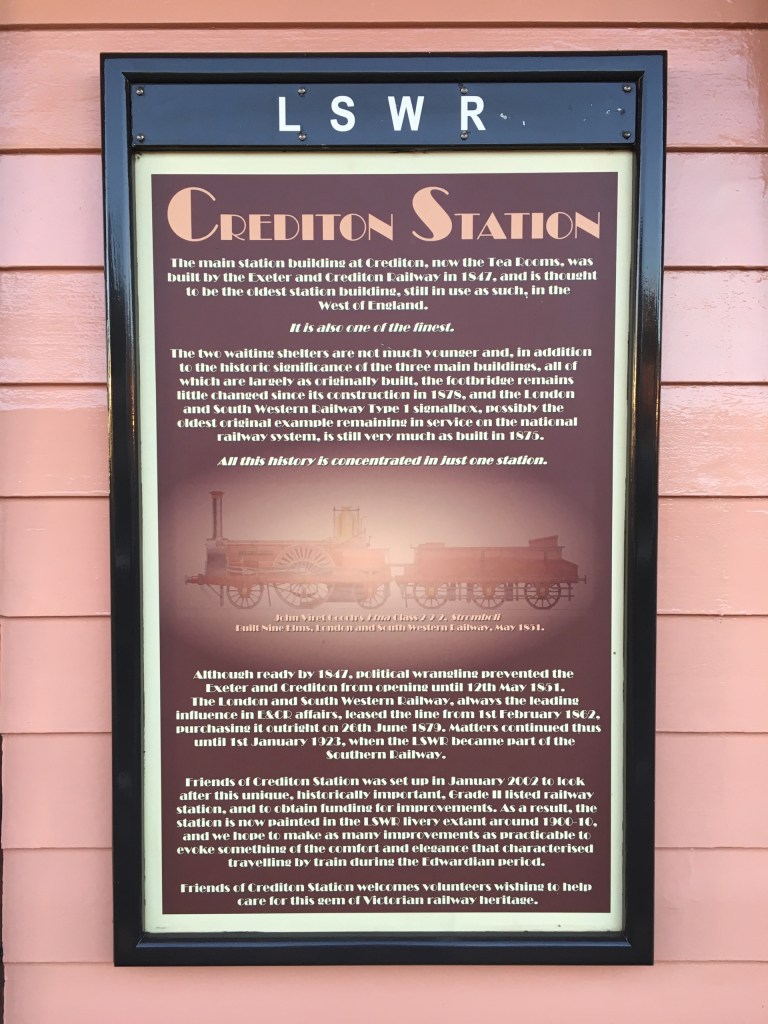 LSWR
CREDITON STATION
The main station building at Crediton, now the Tea Rooms, was
built by the Exeter and Crediton Railway in 1847, and is thought
to be the oldest station building, still in use as such, in the
West of England.
It is also one of the finest.
The two waiting shelters are not much younger and, in addition
to the historic significance of the three main buildings, all of
which are largely as originally built, the footbridge remains
little changed since its construction in 1878, and the London
and South Western Railway Type 1 signalbox, possibly the
oldest original example remaining in service on the national
railway system, is still very much as built in 1875.
All this history is concentrated in just one station.
John Viret Gooch's Etna Class 2-2-2, Stromboli
Built Nine Elms, London and South Western Railway, May 1851.
Although ready by 1847, political wrangling prevented the
Exeter and Crediton from opening until 12th May 1851.
The London and South Western Railway, always the leading
influence in E&CR affairs, leased the line from 1st February 1862,
purchasing it outright on 26th June 1879. Matters continued thus
until 1st January 1923, when the LSWR became part of the
Southern Railway.
Friends of Crediton Station was set up in January 2002 to look
after this unique, historically important, Grade II listed railway
station, and to obtain funding for improvements. As a result, the
station is now painted in the LSWR livery extant around 1900-10,
and we hope to make as many improvements as practicable to
evoke something of the comfort and elegance that characterised
travelling by train during the Edwardian period.
Friends of Crediton Station welcomes volunteers wishing to help
care for this gem of Victorian railway heritage.